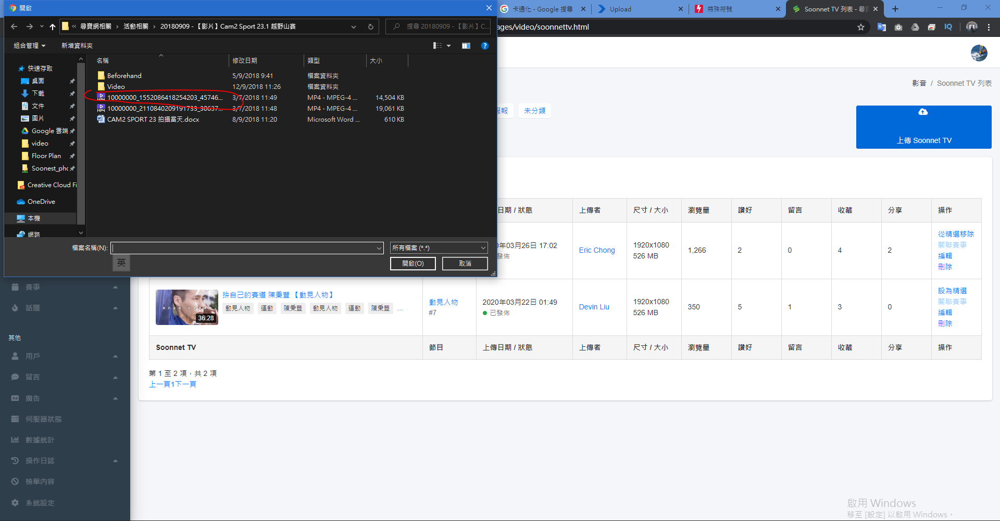 開啟
卡通化 - Google 搜尋
Upload
特殊符號
Soonnet TV 列表 - 尋
« 尋寶網相關 › 活動相關 › 20180909 - 【影片】Cam2 Sport 23.1 越野山賽
搜尋 20180909 - 【影片】C...
ages/video/soonnettv.html
IQ
組合管理
新增資料夾
名稱
修改日期
類型
大小
快速存取
桌面
下載
文件
圖片
Google 雲端
video
Floor Plan
Soonest_phc
Creative Cloud Fi
OneDrive
本機
網路
Beforehand
5/9/2018 9:41
檔案資料夾
Video
12/9/2018 11:26
檔案資料夾
10000000_1552086418254203_45746...
3/7/2018 11:49
MP4 - MPEG-4 ...
14,504 KB
10000000_2110840209191733_30637...
3/7/2018 11:48
MP4 - MPEG-4 ...
19,061 KB
CAM2 SPORT 23 拍攝當天.docx
8/9/2018 11:20
Microsoft Word ...
610 KB
檔案名稱(N):
所有檔案 (*.*)
英
開啟(O)
取消
影音 / Soonnet TV 列表
報
未分類
上傳 Soonnet TV
日期 / 狀態
上傳者
尺寸 / 大小
瀏覽量
讚好
留言
收藏
分享
操作
年03月26日 17:02
發佈
Eric Chong
1920x1080
526 MB
1,266
2
0
4
2
從精選移除
關聯賽事
編輯
刪除
36:28
拚自己的賽道 陳秉豐 【動見人物】
動見人物 運動 陳秉豐 動見人物 運動 陳秉豐 ...
動見人物
#7
2020年03月22日 01:49
已發佈
Devin Liu
1920x1080
526 MB
350
5
1
3
0
設為精選
關聯賽事
編輯
刪除
Soonnet TV
節目
上傳日期 / 狀態
上傳者
尺寸 / 大小
瀏覽量
讚好
留言
收藏
分享
操作
第 1 至 2 項，共 2 項
上一頁1下一頁
賽事
話題
其他
用戶
留言
廣告
伺服器狀態
數據統計
操作日誌
檢舉內容
系統設定
啟用 Windows
移至 [設定] 以啟用 Windows。